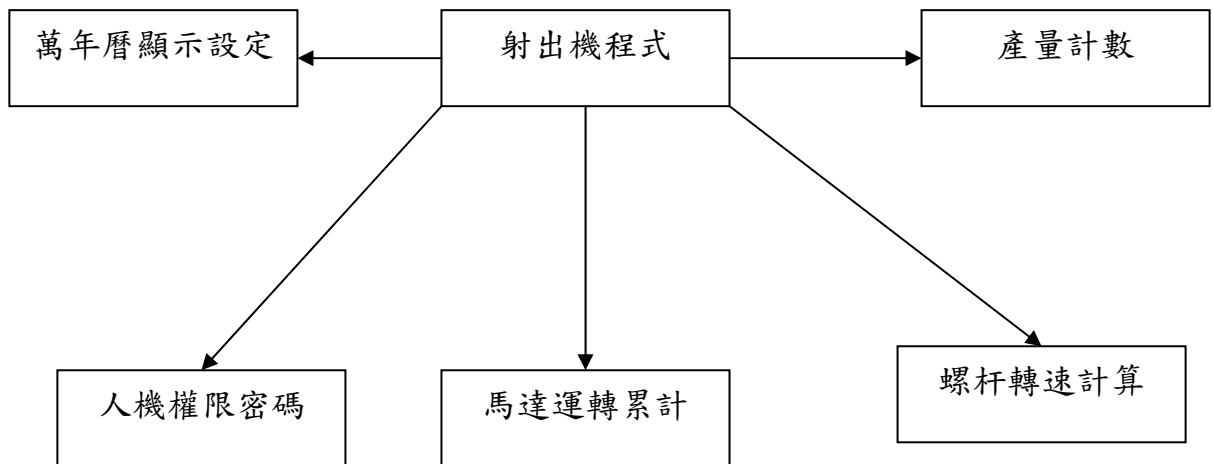 萬年曆顯示設定
射出機程式
產量計數
人機權限密碼
馬達運轉累計
螺杆轉速計算